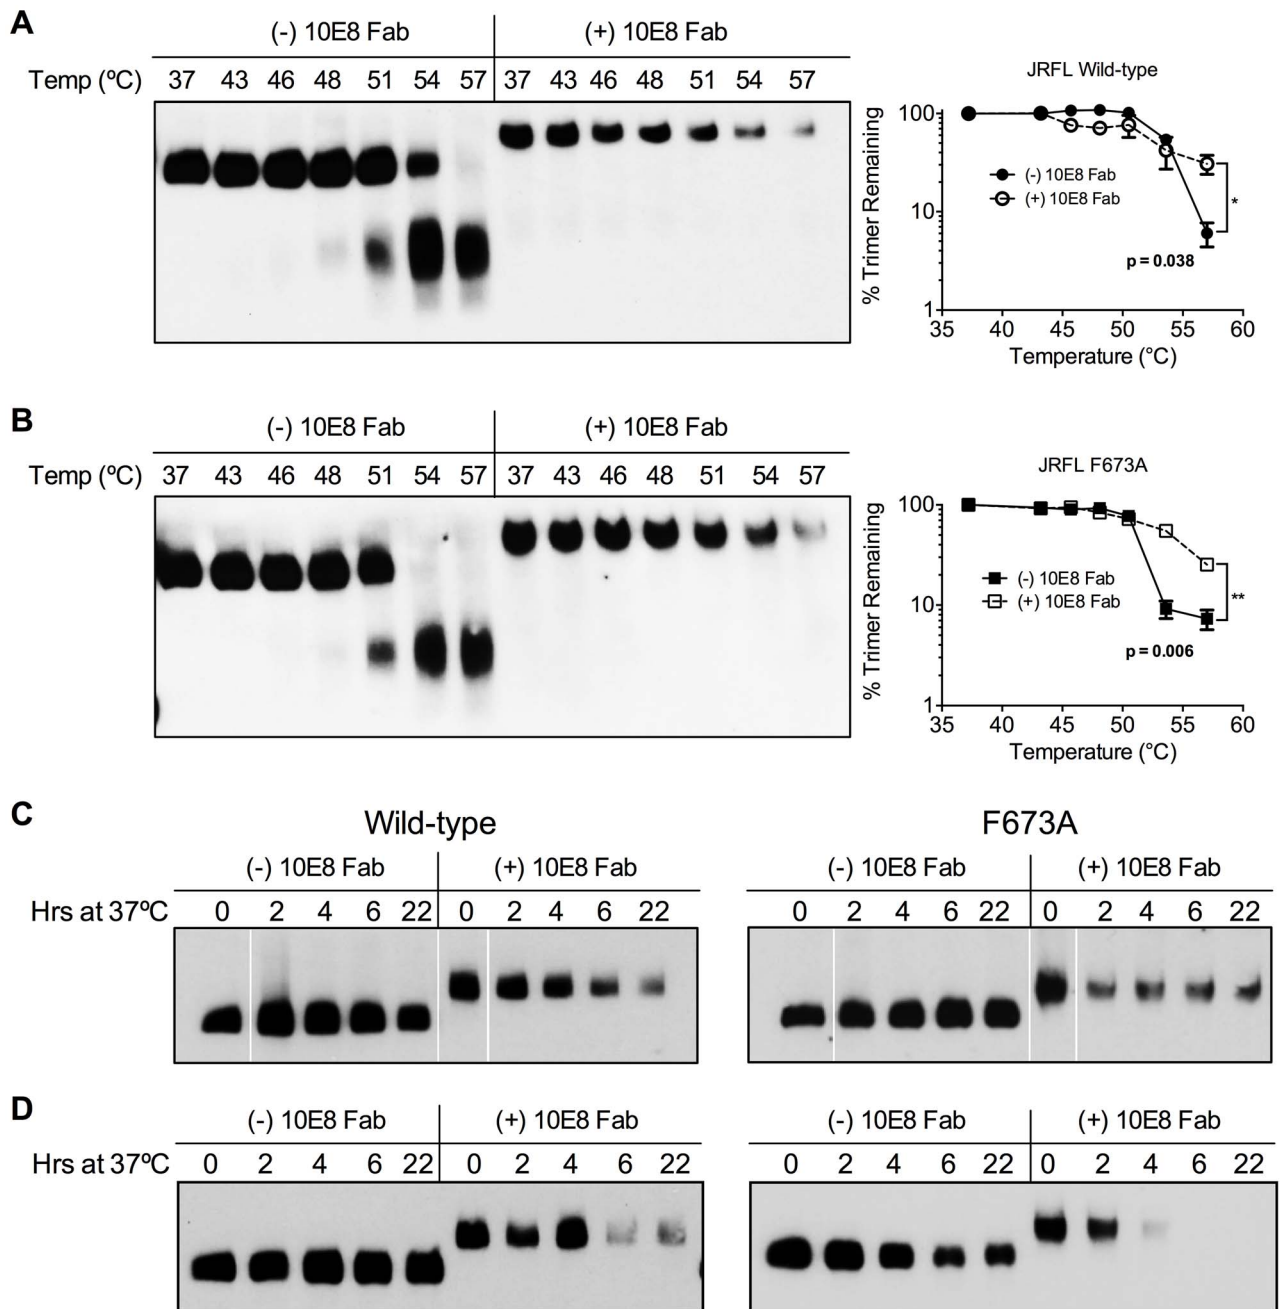 A
(-) 10E8 Fab (+) 10E8 Fab
Temp (ºC) 37 43 46 48 51 54 57 37 43 46 48 51 54 57
JRFL Wild-type
% Trimer Remaining
100
10
1
(-) 10E8 Fab
(+) 10E8 Fab
*
p = 0.038
35 40 45 50 55 60
Temperature (°C)
B
(-) 10E8 Fab (+) 10E8 Fab
Temp (ºC) 37 43 46 48 51 54 57 37 43 46 48 51 54 57
JRFL F673A
% Trimer Remaining
100
10
1
(-) 10E8 Fab
(+) 10E8 Fab
**
p = 0.006
35 40 45 50 55 60
Temperature (°C)
C
Wild-type F673A
(-) 10E8 Fab (+) 10E8 Fab (-) 10E8 Fab (+) 10E8 Fab
Hrs at 37ºC 0 2 4 6 22 0 2 4 6 22 0 2 4 6 22 0 2 4 6 22
D
(-) 10E8 Fab (+) 10E8 Fab (-) 10E8 Fab (+) 10E8 Fab
Hrs at 37ºC 0 2 4 6 22 0 2 4 6 22 0 2 4 6 22 0 2 4 6 22